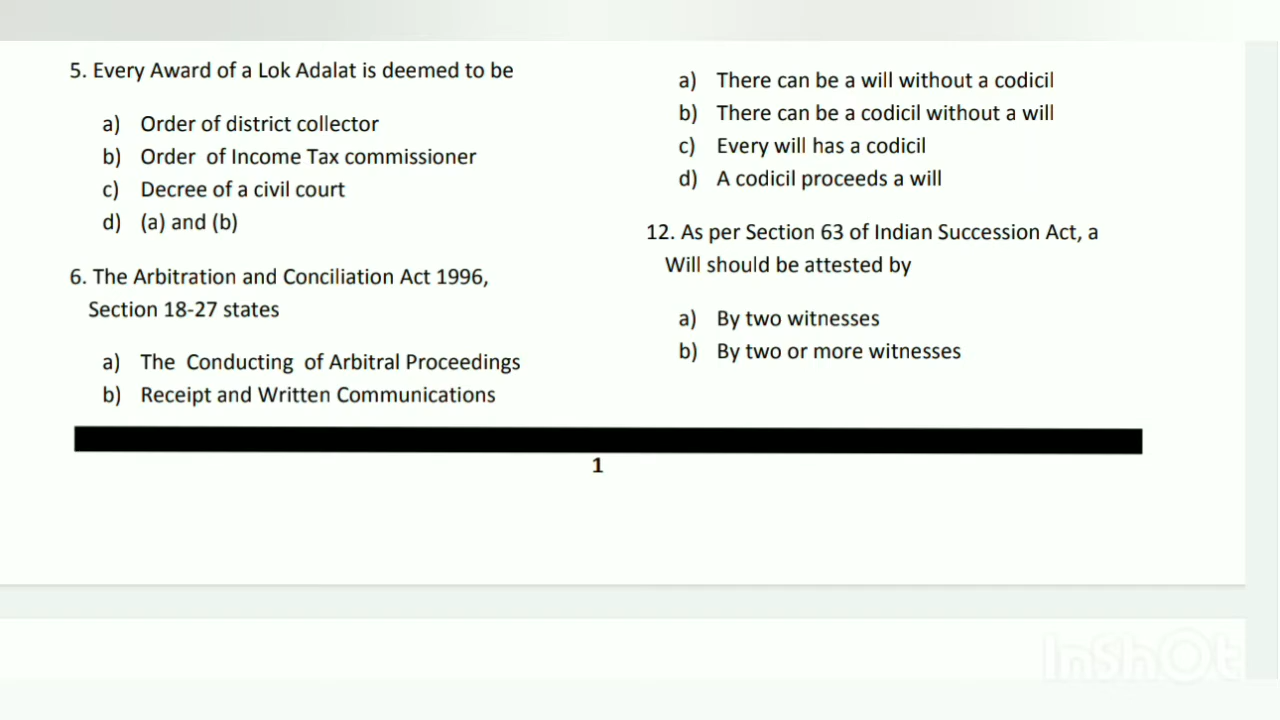 5. Every Award of a Lok Adalat is deemed to be
a) Order of district collector
b) Order of Income Tax commissioner
c) Decree of a civil court
d) (a) and (b)
6. The Arbitration and Conciliation Act 1996,
Section 18-27 states
a) The Conducting of Arbitral Proceedings
b) Receipt and Written Communications
a) There can be a will without a codicil
b) There can be a codicil without a will
c) Every will has a codicil
d) A codicil proceeds a will
12. As per Section 63 of Indian Succession Act, a
Will should be attested by
a) By two witnesses
b) By two or more witnesses
1
InShOt